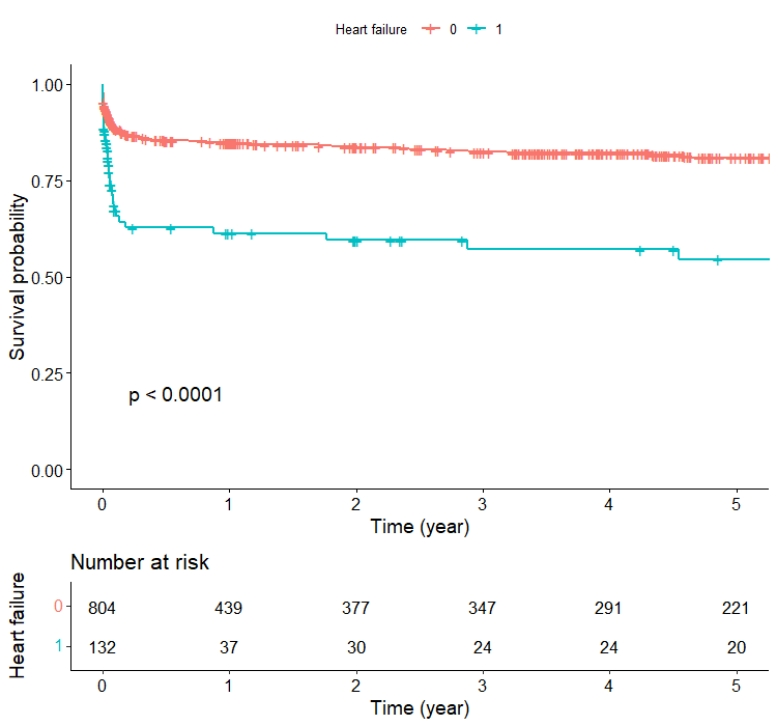 Heart failure 0 1
1.00
0.75
0.50
0.25
0.00
Survival probability
p < 0.0001
0 1 2 3 4 5
Time (year)
Number at risk
Heart failure
0 804 439 377 347 291 221
1 132 37 30 24 24 20
0 1 2 3 4 5
Time (year)